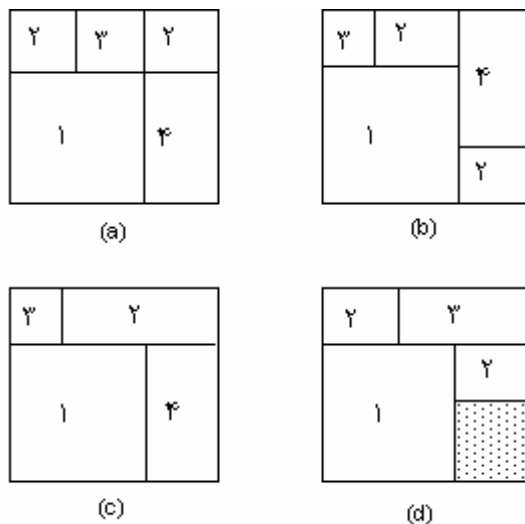 ۲ ۳ ۲
۱ ۴
(a)
۳ ۲ ۴
۱ ۲
(b)
۳ ۲
۱ ۴
(c)
۲ ۳
۱ ۲
(d)